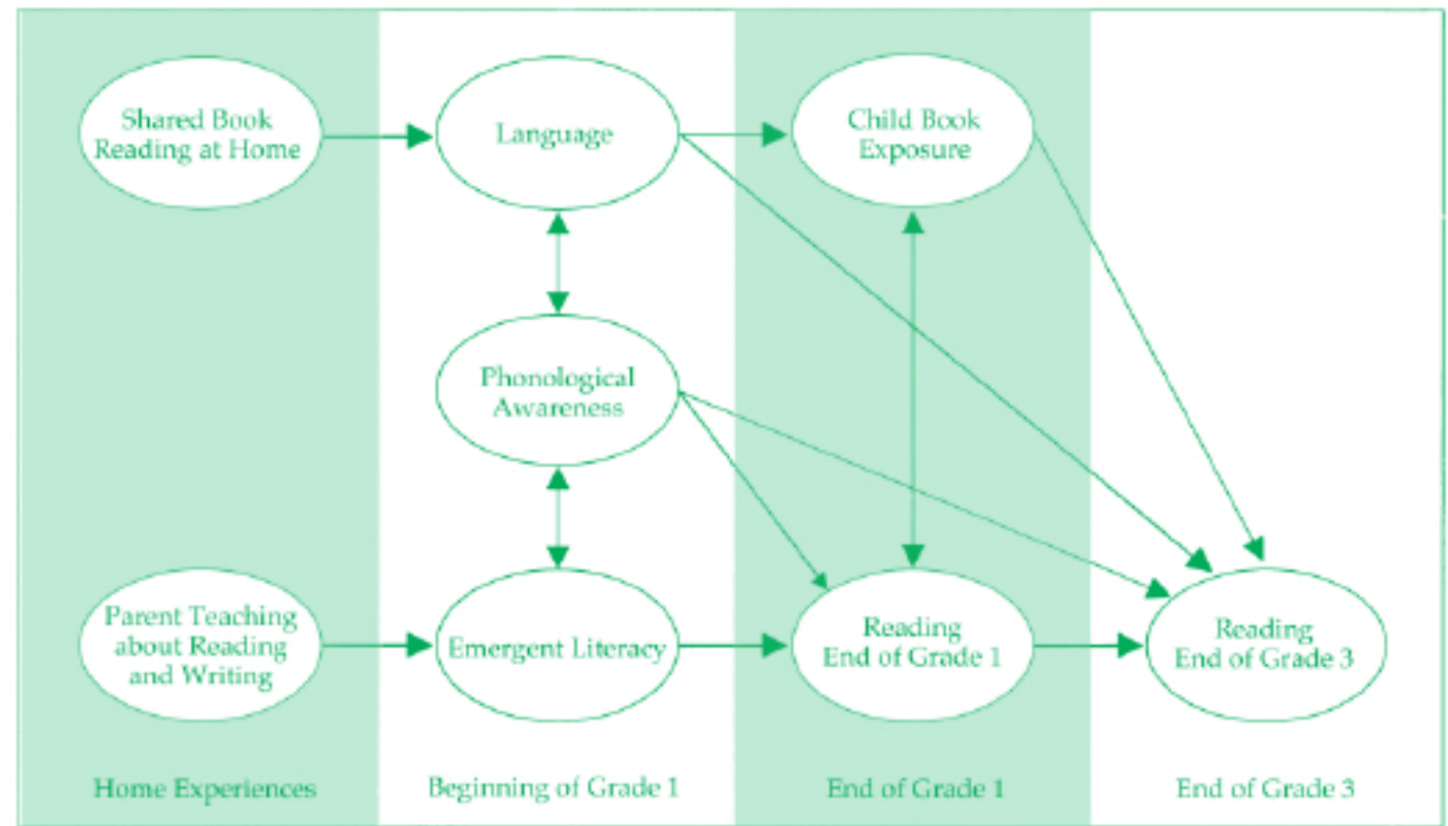 Shared Book
Reading at Home
Language
Child Book
Exposure
Phonological
Awareness
Parent Teaching
about Reading
and Writing
Emergent Literacy
Reading
End of Grade 1
Reading
End of Grade 3
Home Experiences
Beginning of Grade 1
End of Grade 1
End of Grade 3